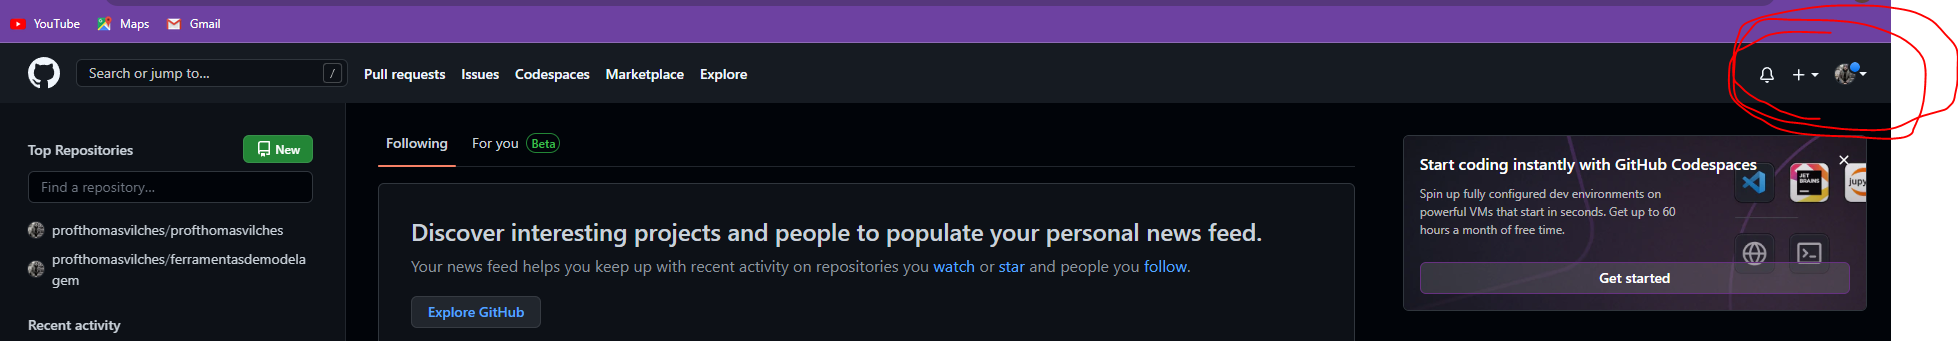 YouTube
Maps
Gmail
Search or jump to...
/
Pull requests
Issues
Codespaces
Marketplace
Explore
Top Repositories
New
Find a repository...
profthomasvilches/profthomasvilches
profthomasvilches/ferramentasdemodela
gem
Recent activity
Following
For you
Beta
Discover interesting projects and people to populate your personal news feed.
Your news feed helps you keep up with recent activity on repositories you watch or star and people you follow.
Explore GitHub
Start coding instantly with GitHub Codespaces
Spin up fully configured dev environments on
powerful VMs that start in seconds. Get up to 60
hours a month of free time.
JET
BRAINS
jupy
Get started